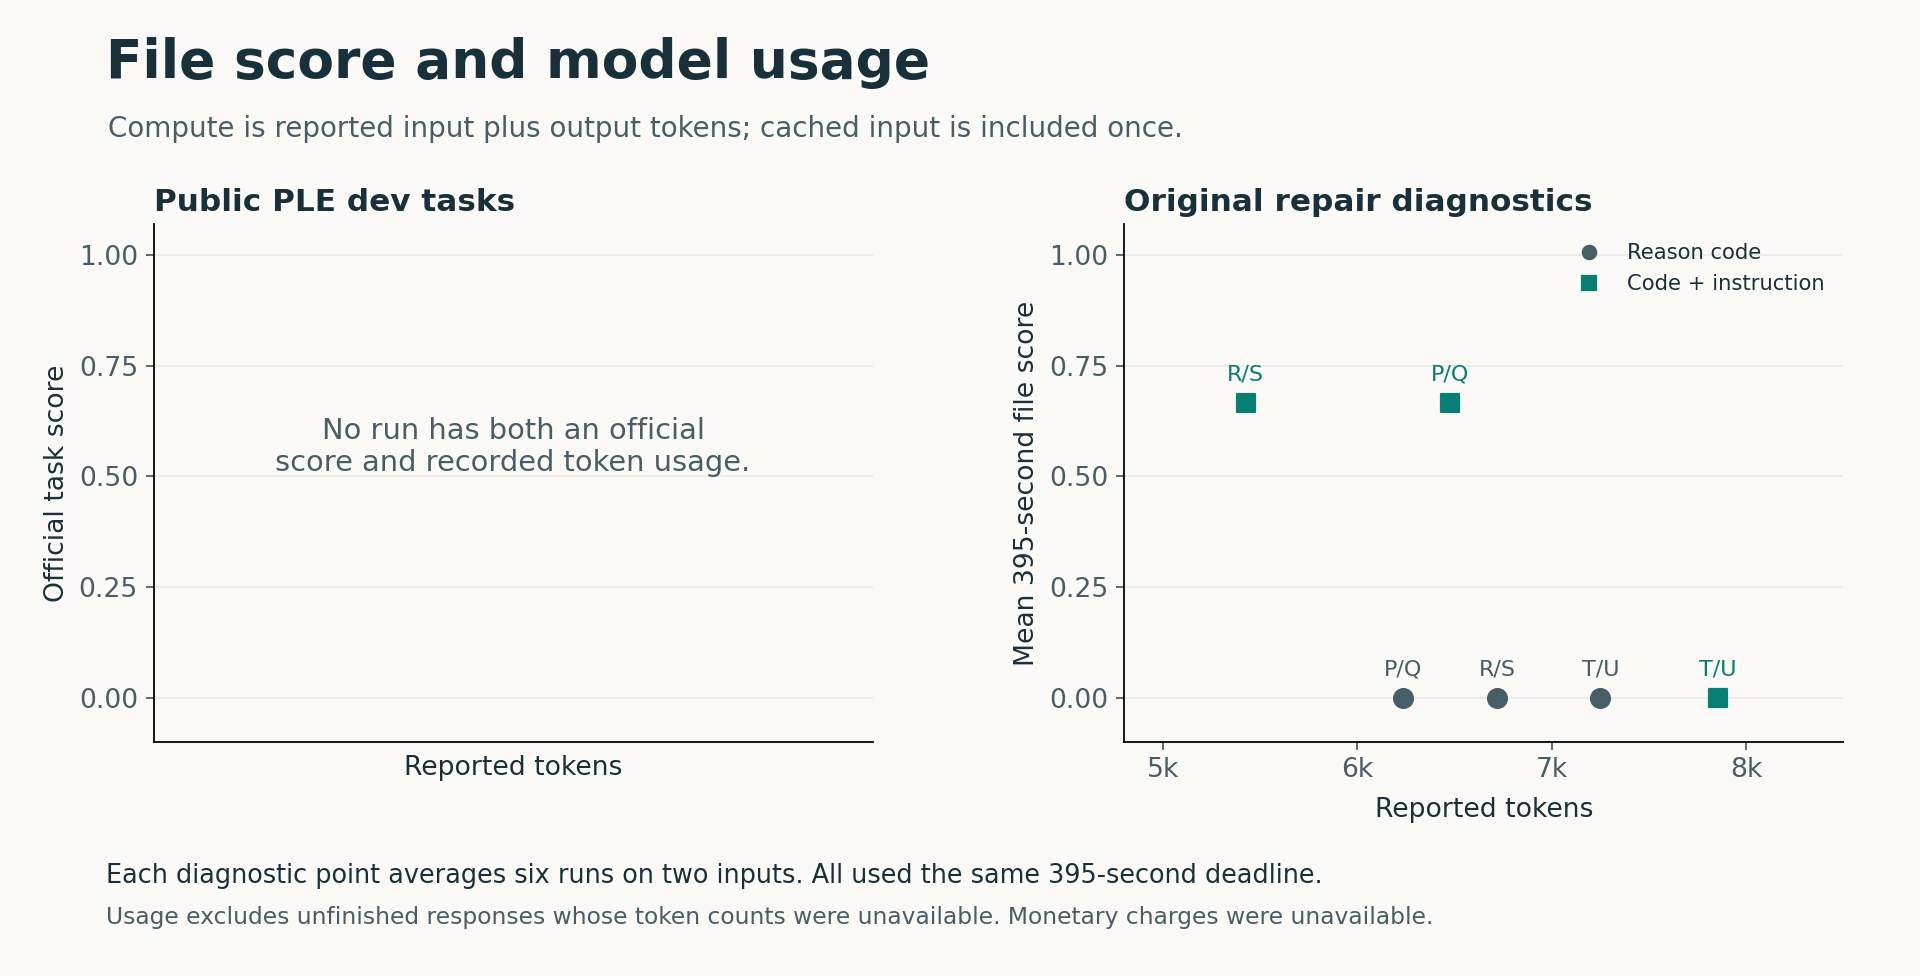 File score and model usage
Compute is reported input plus output tokens; cached input is included once.
Public PLE dev tasks
1.00
0.75
0.50
0.25
0.00
Official task score
No run has both an official
score and recorded token usage.
Reported tokens
Original repair diagnostics
1.00
0.75
0.50
0.25
0.00
Mean 395-second file score
Reason code
Code + instruction
R/S
P/Q
P/Q
R/S
T/U
T/U
5k
6k
7k
8k
Reported tokens
Each diagnostic point averages six runs on two inputs. All used the same 395-second deadline.
Usage excludes unfinished responses whose token counts were unavailable. Monetary charges were unavailable.